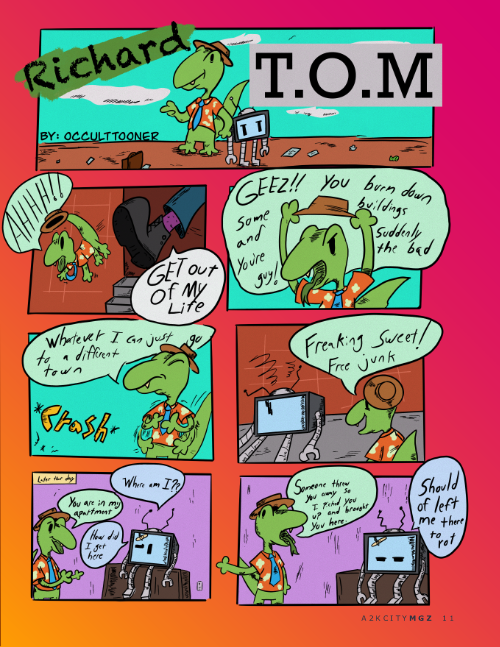 Richard
T.O.M
BY: OCCULTTOONER
AHHH!!
GET out
OF My
Life
GEEZ!! You burn down
Some buildings
and suddenly
You're the bad
guy!
Whatever I can just go
to a different
town
*Crash*
Freaking Sweet!
Free junk
Later that day
Where am I??
You are in my
apartment
How did
I get
here
Someone threw
you away so
I picked you
up and brought
You here
Should
of left
me there
to
rot
A2KCITYMGZ 11